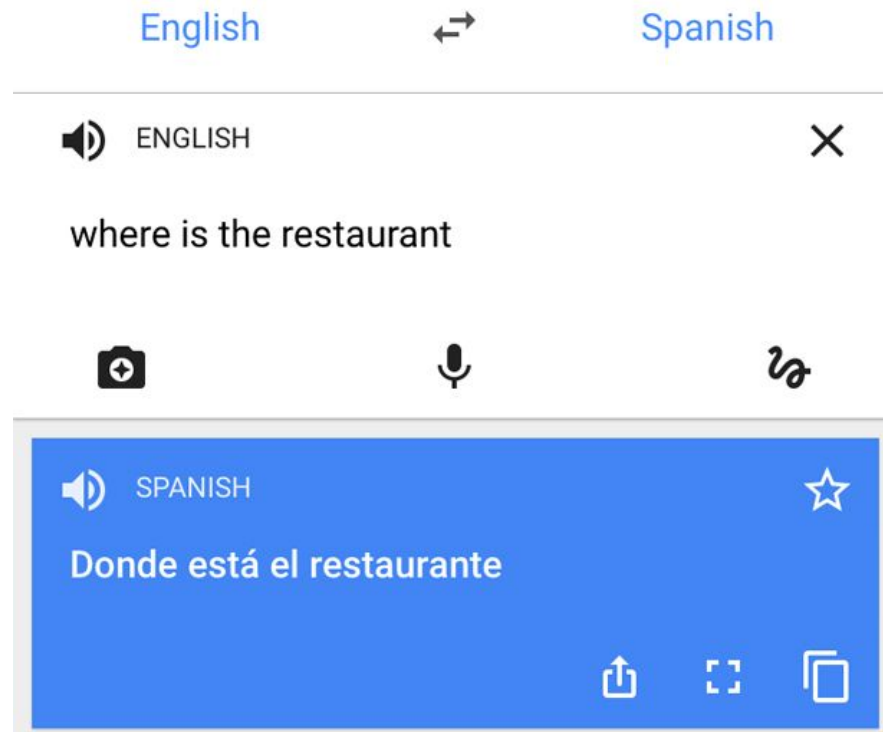 English Spanish
ENGLISH
where is the restaurant
SPANISH
Donde está el restaurante